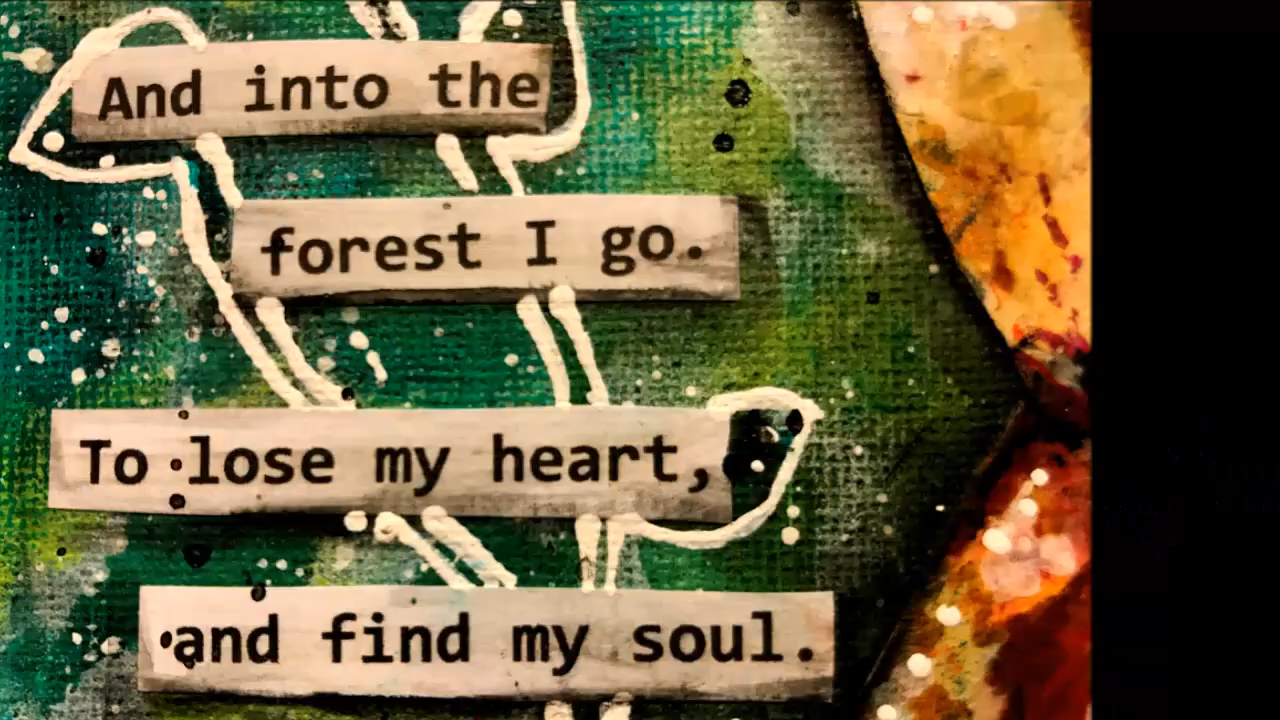 And into the
forest I go.
To lose my heart,
and find my soul.